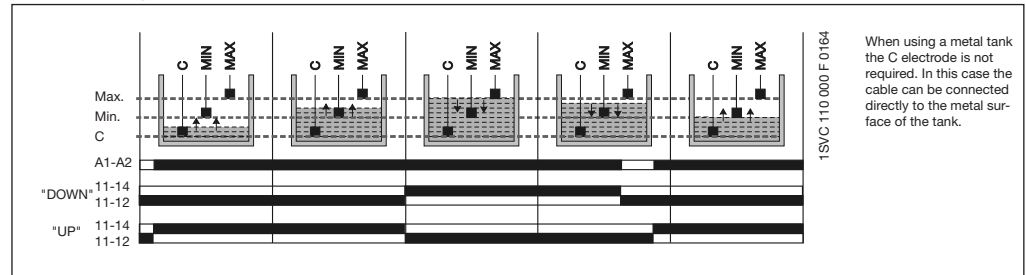 C MIN MAX C MIN MAX C MIN MAX C MIN MAX C MIN MAX
Max.
Min.
C
A1-A2
"DOWN" 11-14
11-12
"UP" 11-14
11-12
1SVC 110 000 F 0164
When using a metal tank
the C electrode is not
required. In this case the
cable can be connected
directly to the metal sur-
face of the tank.